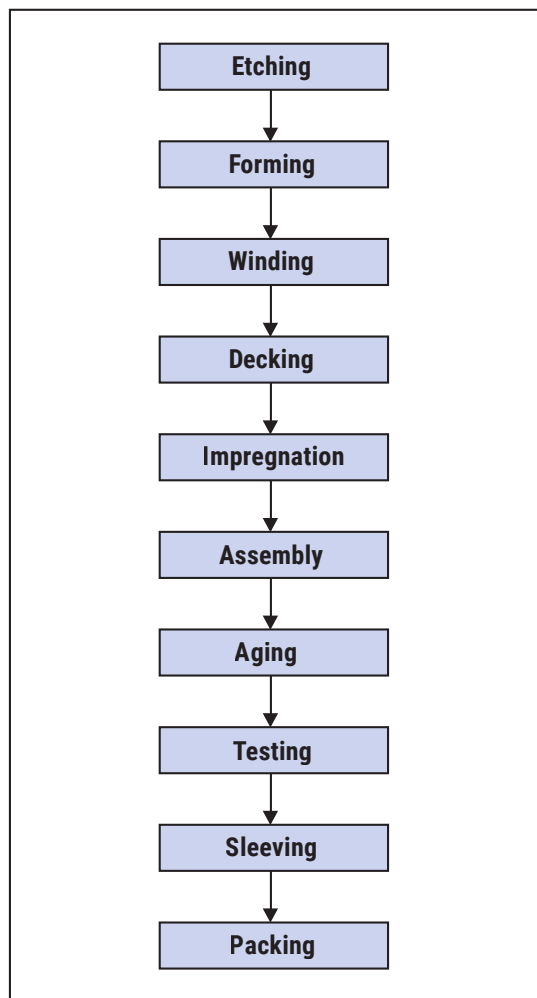 Etching
Forming
Winding
Decking
Impregnation
Assembly
Aging
Testing
Sleeving
Packing